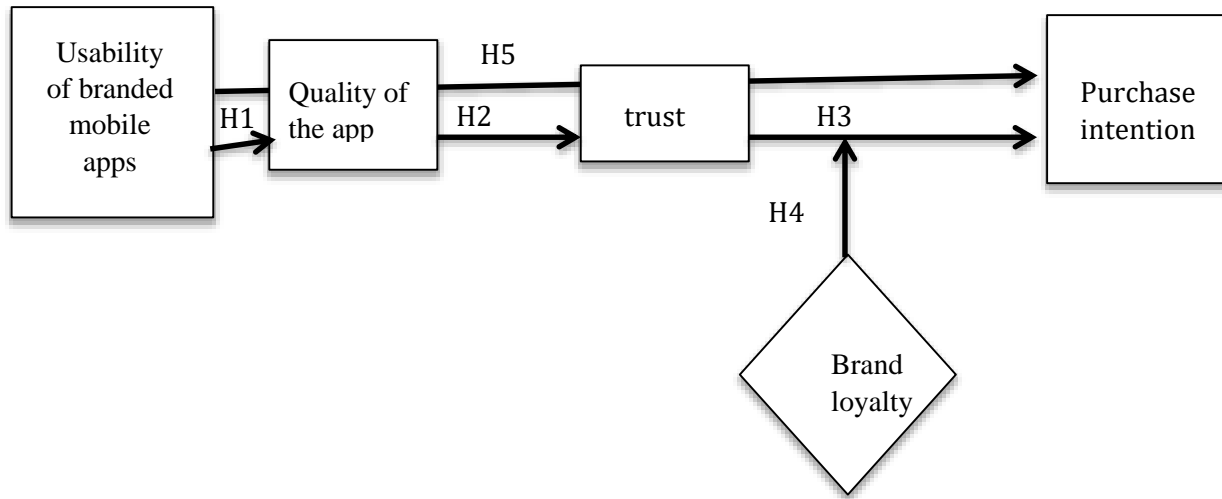 Usability
of branded
mobile
apps
H1
Quality of
the app
H5
H2
trust
H3
H4
Purchase
intention
Brand
loyalty